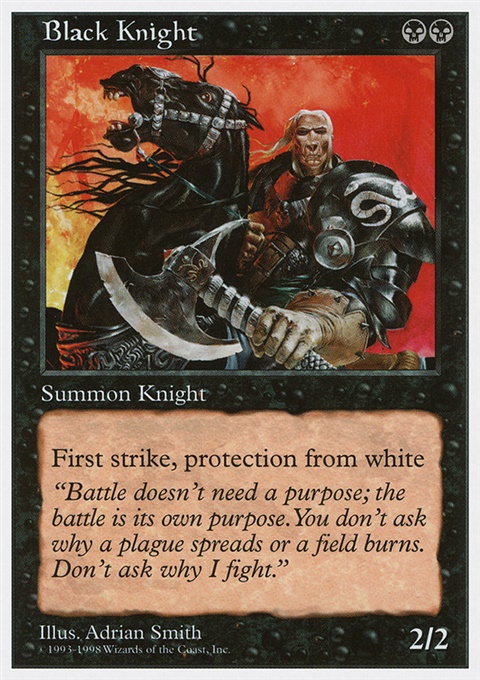 Black Knight
Summon Knight
First strike, protection from white
“Battle doesn’t need a purpose; the
battle is its own purpose. You don’t ask
why a plague spreads or a field burns.
Don’t ask why I fight.”
Illus. Adrian Smith
©1993-1998 Wizards of the Coast, Inc.
2/2